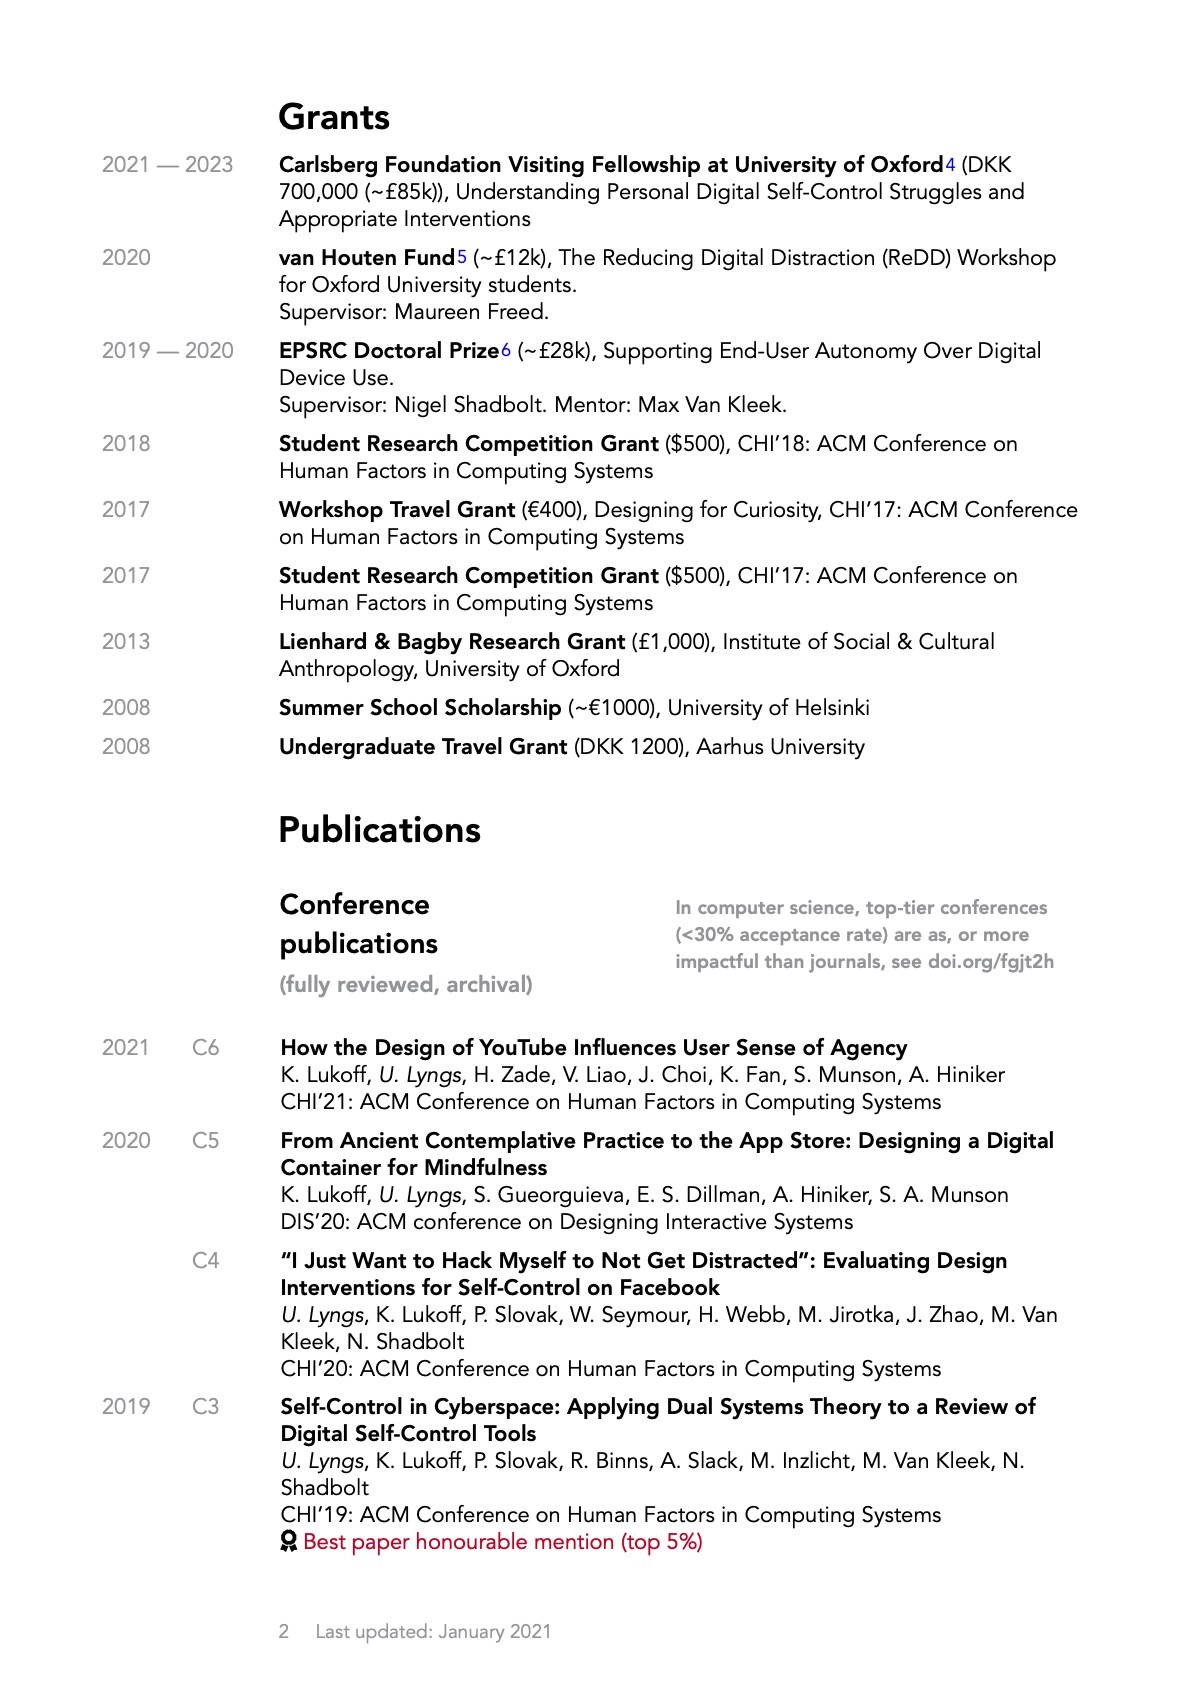 Grants
2021 — 2023 Carlsberg Foundation Visiting Fellowship at University of Oxford4 (DKK
700,000 (~£85k)), Understanding Personal Digital Self-Control Struggles and
Appropriate Interventions
2020 van Houten Fund5 (~£12k), The Reducing Digital Distraction (ReDD) Workshop
for Oxford University students.
Supervisor: Maureen Freed.
2019 — 2020 EPSRC Doctoral Prize6 (~£28k), Supporting End-User Autonomy Over Digital
Device Use.
Supervisor: Nigel Shadbolt. Mentor: Max Van Kleek.
2018 Student Research Competition Grant ($500), CHI’18: ACM Conference on
Human Factors in Computing Systems
2017 Workshop Travel Grant (€400), Designing for Curiosity, CHI’17: ACM Conference
on Human Factors in Computing Systems
2017 Student Research Competition Grant ($500), CHI’17: ACM Conference on
Human Factors in Computing Systems
2013 Lienhard & Bagby Research Grant (£1,000), Institute of Social & Cultural
Anthropology, University of Oxford
2008 Summer School Scholarship (~€1000), University of Helsinki
2008 Undergraduate Travel Grant (DKK 1200), Aarhus University
Publications
Conference
publications
(fully reviewed, archival)
In computer science, top-tier conferences
(<30% acceptance rate) are as, or more
impactful than journals, see doi.org/fgjt2h
2021 C6 How the Design of YouTube Influences User Sense of Agency
K. Lukoff, U. Lyngs, H. Zade, V. Liao, J. Choi, K. Fan, S. Munson, A. Hiniker
CHI’21: ACM Conference on Human Factors in Computing Systems
2020 C5 From Ancient Contemplative Practice to the App Store: Designing a Digital
Container for Mindfulness
K. Lukoff, U. Lyngs, S. Gueorguieva, E. S. Dillman, A. Hiniker, S. A. Munson
DIS’20: ACM conference on Designing Interactive Systems
C4 “I Just Want to Hack Myself to Not Get Distracted”: Evaluating Design
Interventions for Self-Control on Facebook
U. Lyngs, K. Lukoff, P. Slovak, W. Seymour, H. Webb, M. Jirotka, J. Zhao, M. Van
Kleek, N. Shadbolt
CHI’20: ACM Conference on Human Factors in Computing Systems
2019 C3 Self-Control in Cyberspace: Applying Dual Systems Theory to a Review of
Digital Self-Control Tools
U. Lyngs, K. Lukoff, P. Slovak, R. Binns, A. Slack, M. Inzlicht, M. Van Kleek, N.
Shadbolt
CHI’19: ACM Conference on Human Factors in Computing Systems
Best paper honourable mention (top 5%)
2 Last updated: January 2021